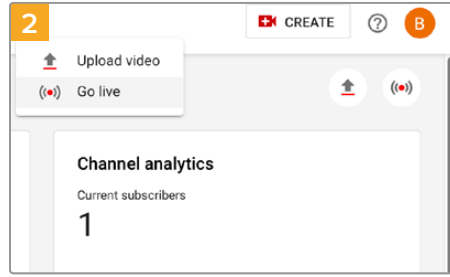 2
CREATE
?
B
Upload video
Go live
Channel analytics
Current subscribers
1